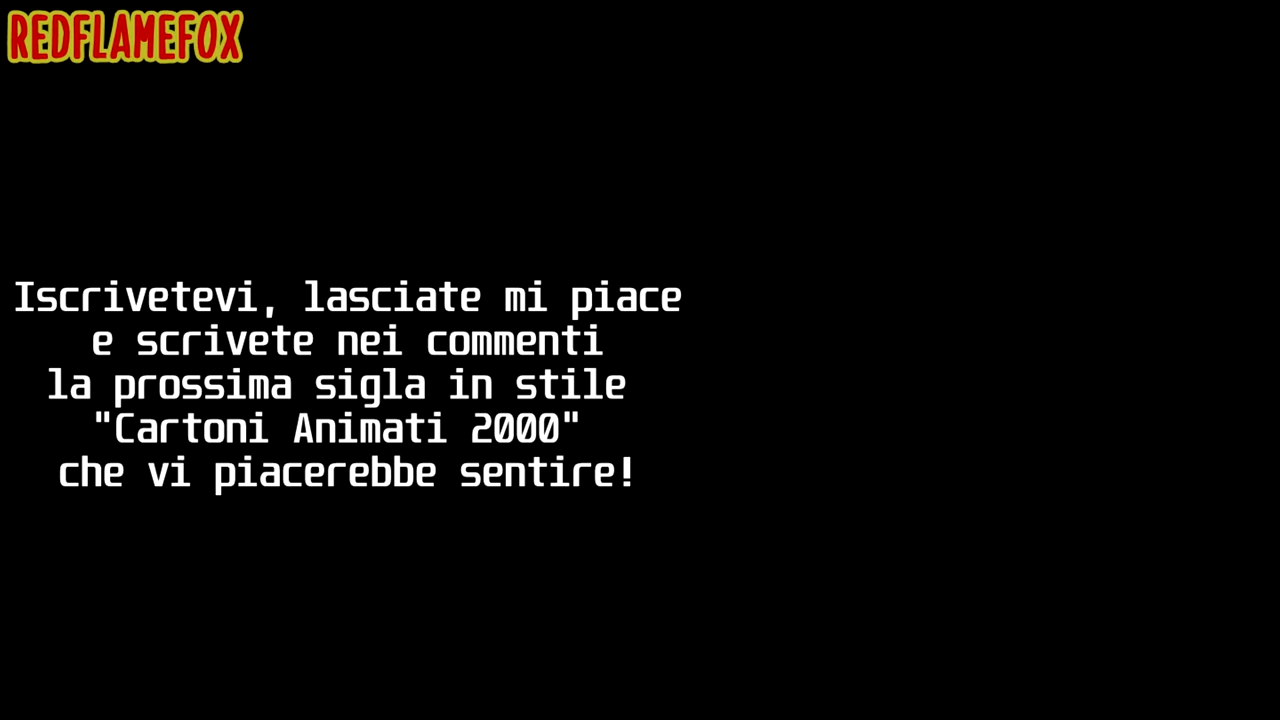 REDFLAMEFOX
Iscrivetevi, lasciate mi piace
e scrivete nei commenti
la prossima sigla in stile
"Cartoni Animati 2000"
che vi piacerebbe sentire!